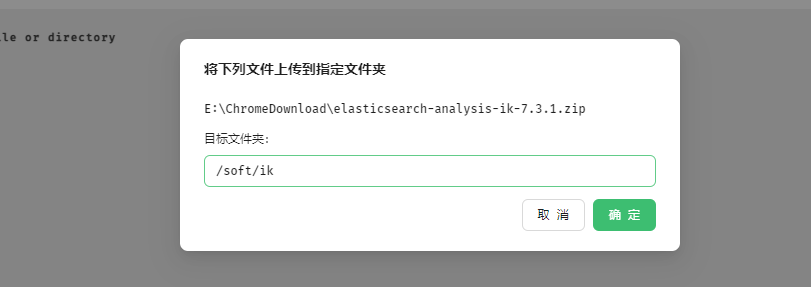 le or directory
将下列文件上传到指定文件夹
E:\ChromeDownload\elasticsearch-analysis-ik-7.3.1.zip
目标文件夹:
/soft/ik
取 消
确 定